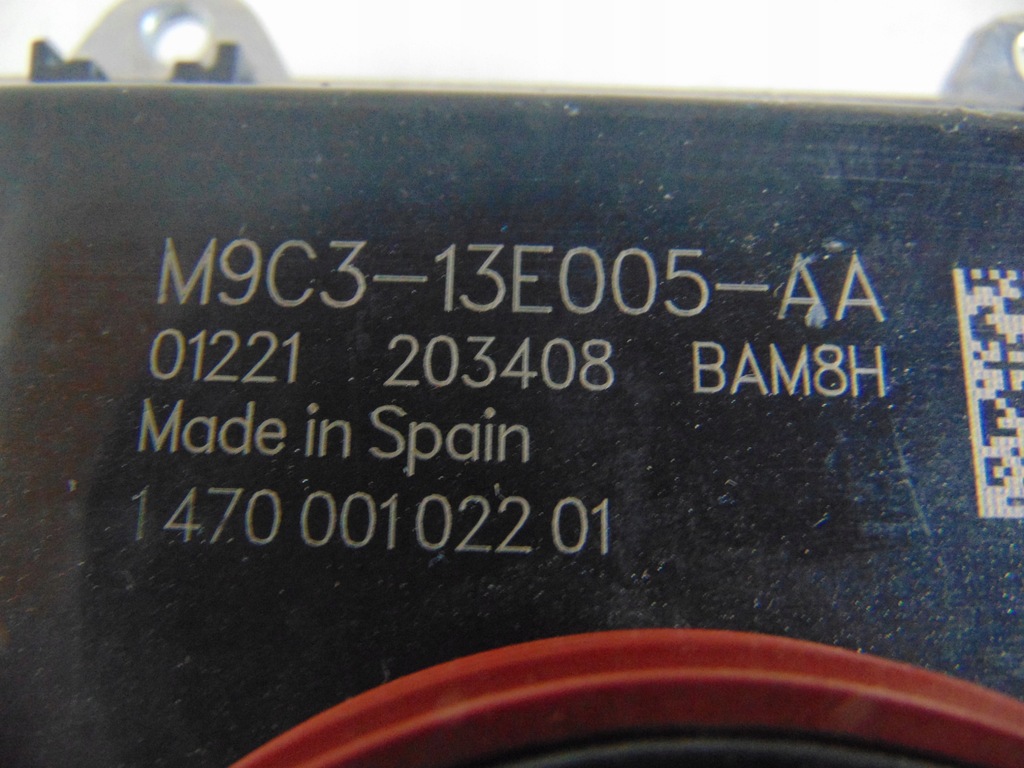 M9C3-13E005-AA
01221 203408 BAM8H
Made in Spain
1 470 001 022 01